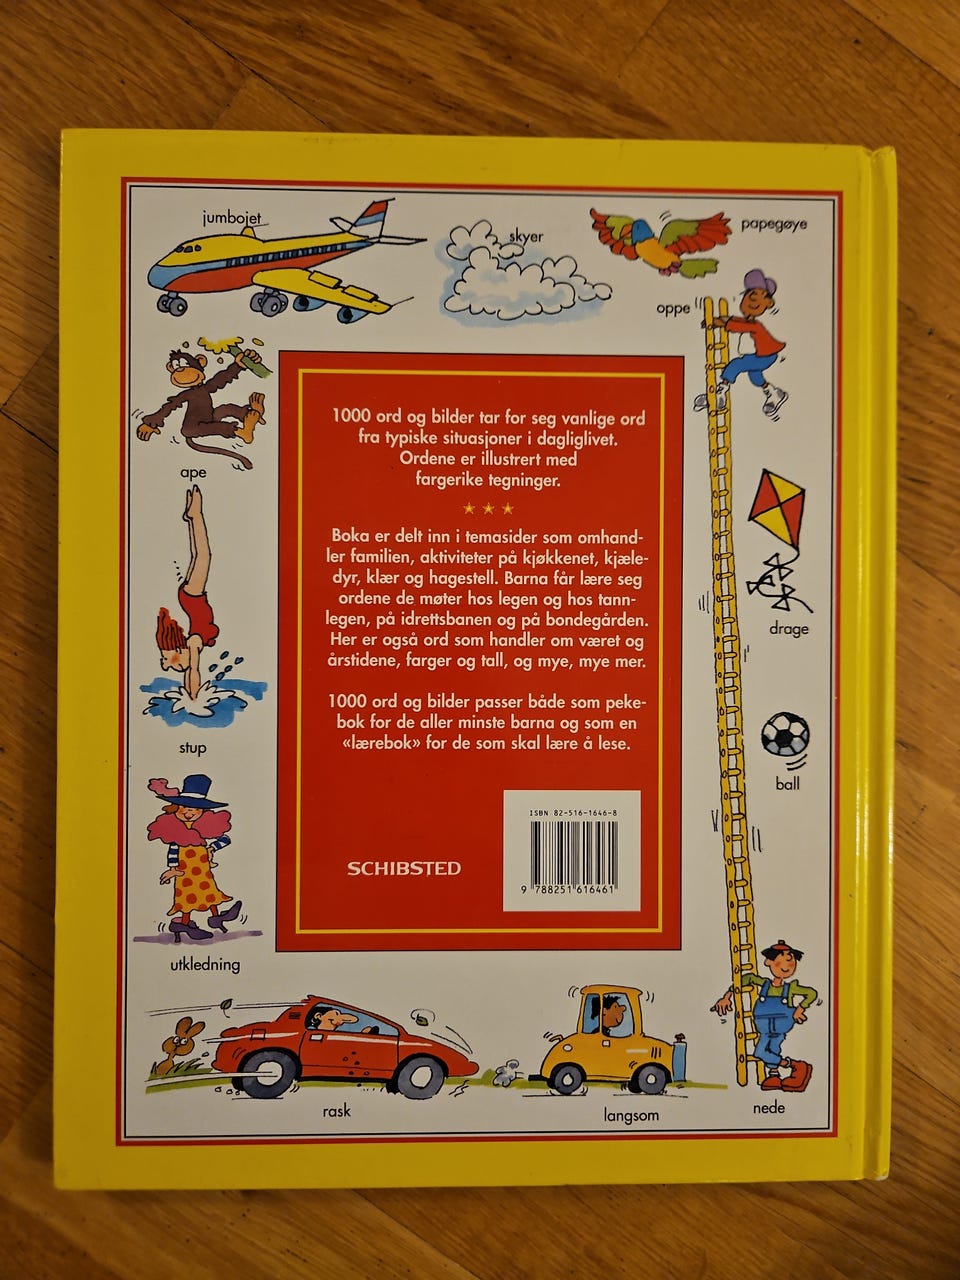 jumbojet
skyer
papegøye
oppe
ape
1000 ord og bilder tar for seg vanlige ord
fra typiske situasjoner i dagliglivet.
Ordene er illustrert med
fargerike tegninger.
Boka er delt inn i temasider som omhand-
ler familien, aktiviteter på kjøkkenet, kjæle-
dyr, klær og hagestell. Barna får lære seg
ordene de møter hos legen og hos tann-
legen, på idrettsbanen og på bondegården.
Her er også ord som handler om været og
årstidene, farger og tall, og mye, mye mer.
1000 ord og bilder passer både som peke-
bok for de aller minste barna og som en
«lærebok» for de som skal lære å lese.
drage
stup
ball
ISBN 82-516-1646-8
9 788251 616461
SCHIBSTED
utkledning
rask
langsom
nede